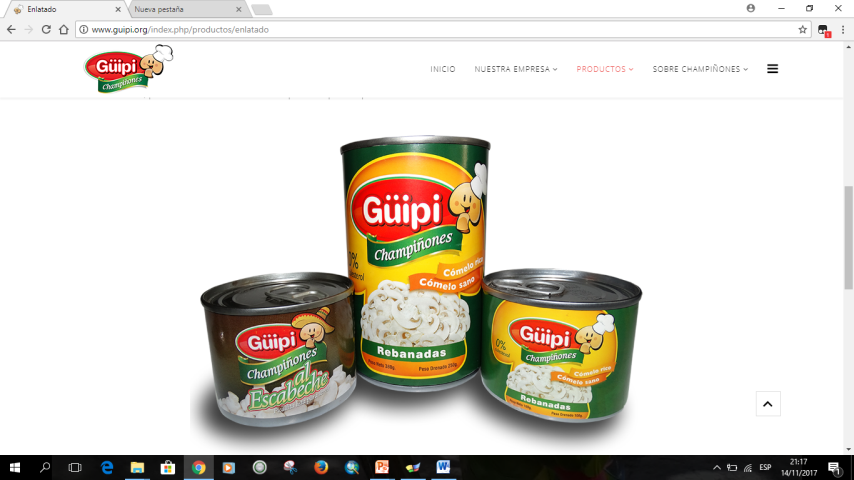 Enlatado
Nueva pestaña
www.guipi.org/index.php/productos/enlatado
Güipi
Champiñones
INICIO
NUESTRA EMPRESA
PRODUCTOS
SOBRE CHAMPIÑONES
Güipi
Champiñones
Cómelo rico
Cómelo sano
Rebanadas
Güipi
Champiñones
al
Escabeche
Güipi
Champiñones
0%
Cómelo rico
Cómelo sano
Rebanadas
ESP
21:17
14/11/2017